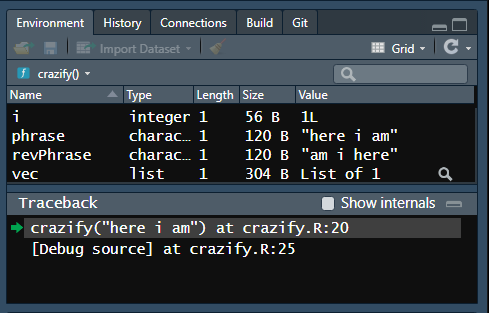 Environment History Connections Build Git
Import Dataset Grid
crazify()
Name Type Length Size Value
i integer 1 56 B 1L
phrase charac… 1 120 B "here i am"
revPhrase charac… 1 120 B "am i here"
vec list 1 304 B List of 1
Traceback Show internals
crazify("here i am") at crazify.R:20
[Debug source] at crazify.R:25